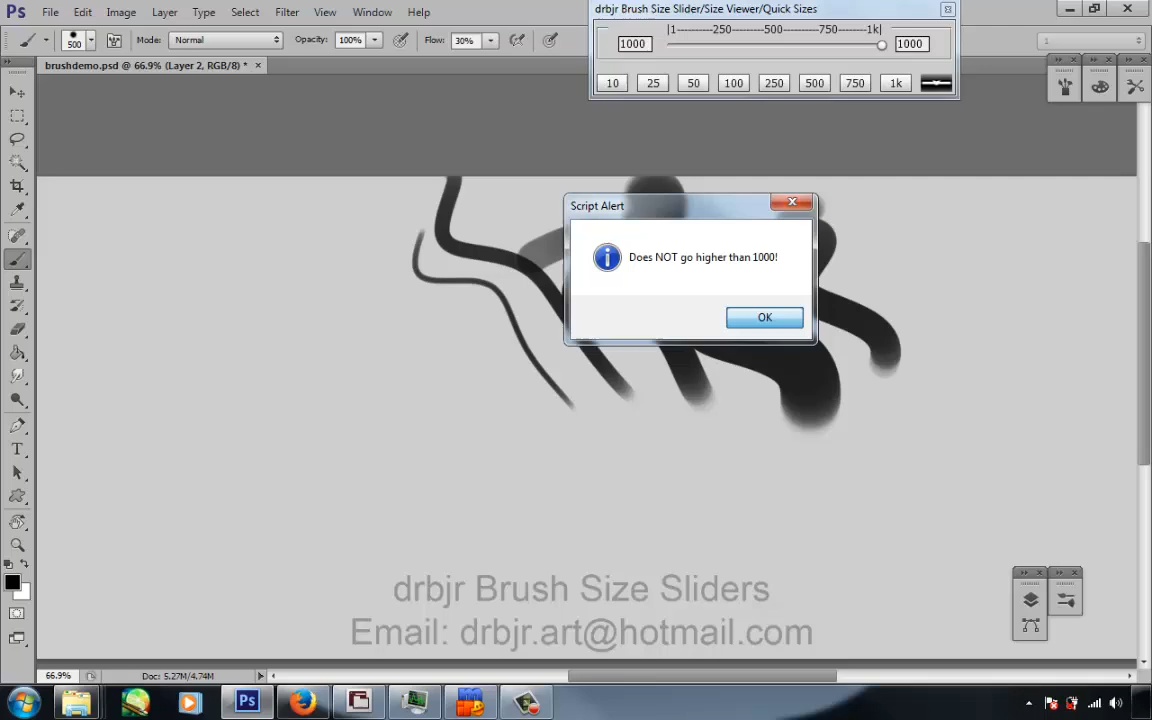 Ps File Edit Image Layer Type Select Filter View Window Help
drbjr Brush Size Slider/Size Viewer/Quick Sizes
500 Mode: Normal Opacity: 100% Flow: 30%
|1----------250----------500----------750--------1k|
1000 1000
1
10 25 50 100 250 500 750 1k
brushdemo.psd @ 66.9% (Layer 2, RGB/8) * ×
Script Alert
Does NOT go higher than 1000!
OK
T
drbjr Brush Size Sliders
Email: drbjr.art@hotmail.com
66.9% Doc: 5.27M/4.74M
Ps